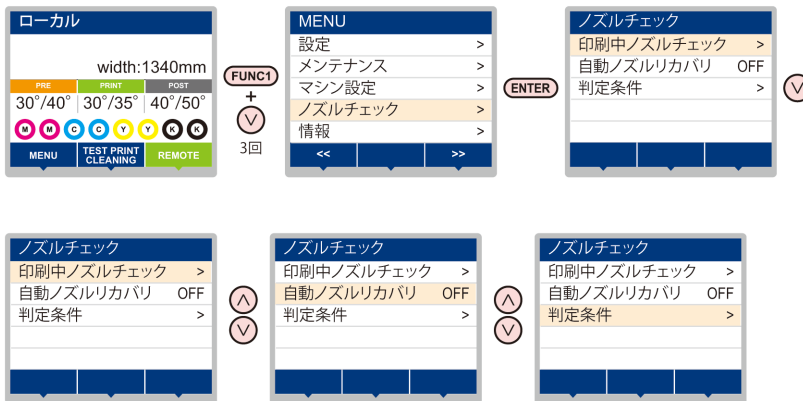 ローカル
width:1340mm
PRE PRINT POST
30°/40° 30°/35° 40°/50°
M M C C Y Y K K
MENU TEST PRINT CLEANING REMOTE
FUNC1
+
3回
MENU
設定 >
メンテナンス >
マシン設定 >
ノズルチェック >
情報 >
<< >>
ENTER
ノズルチェック
印刷中ノズルチェック >
自動ノズルリカバリ OFF
判定条件 >
ノズルチェック
印刷中ノズルチェック >
自動ノズルリカバリ OFF
判定条件 >
ノズルチェック
印刷中ノズルチェック >
自動ノズルリカバリ OFF
判定条件 >
ノズルチェック
印刷中ノズルチェック >
自動ノズルリカバリ OFF
判定条件 >